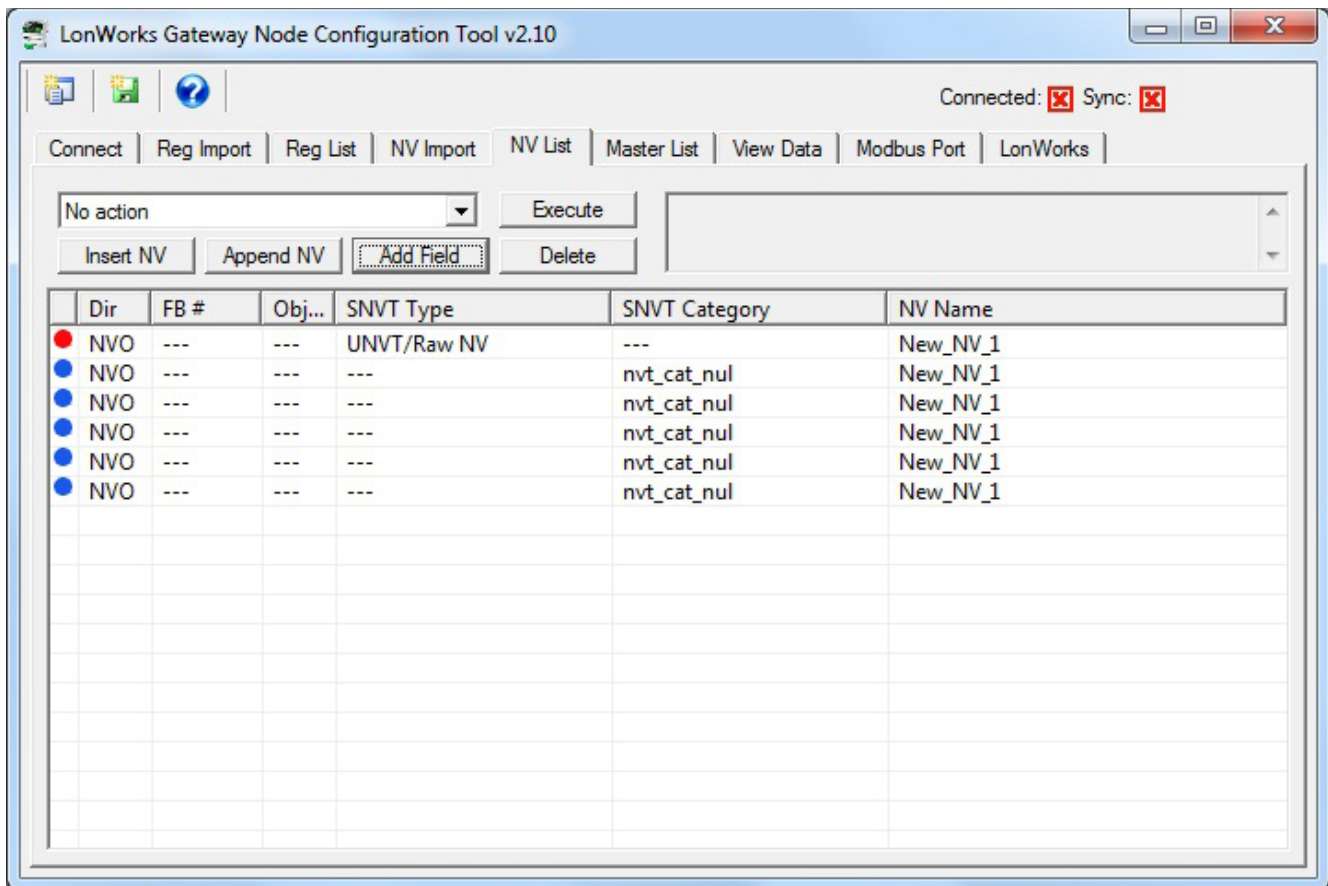 LonWorks Gateway Node Configuration Tool v2.10
Connected: Sync:
Connect Reg Import Reg List NV Import NV List Master List View Data Modbus Port LonWorks
No action Execute
Insert NV Append NV Add Field Delete
Dir FB # Obj... SNVT Type SNVT Category NV Name
NVO --- --- UNVT/Raw NV --- New_NV_1
NVO --- --- --- nvt_cat_nul New_NV_1
NVO --- --- --- nvt_cat_nul New_NV_1
NVO --- --- --- nvt_cat_nul New_NV_1
NVO --- --- --- nvt_cat_nul New_NV_1
NVO --- --- --- nvt_cat_nul New_NV_1